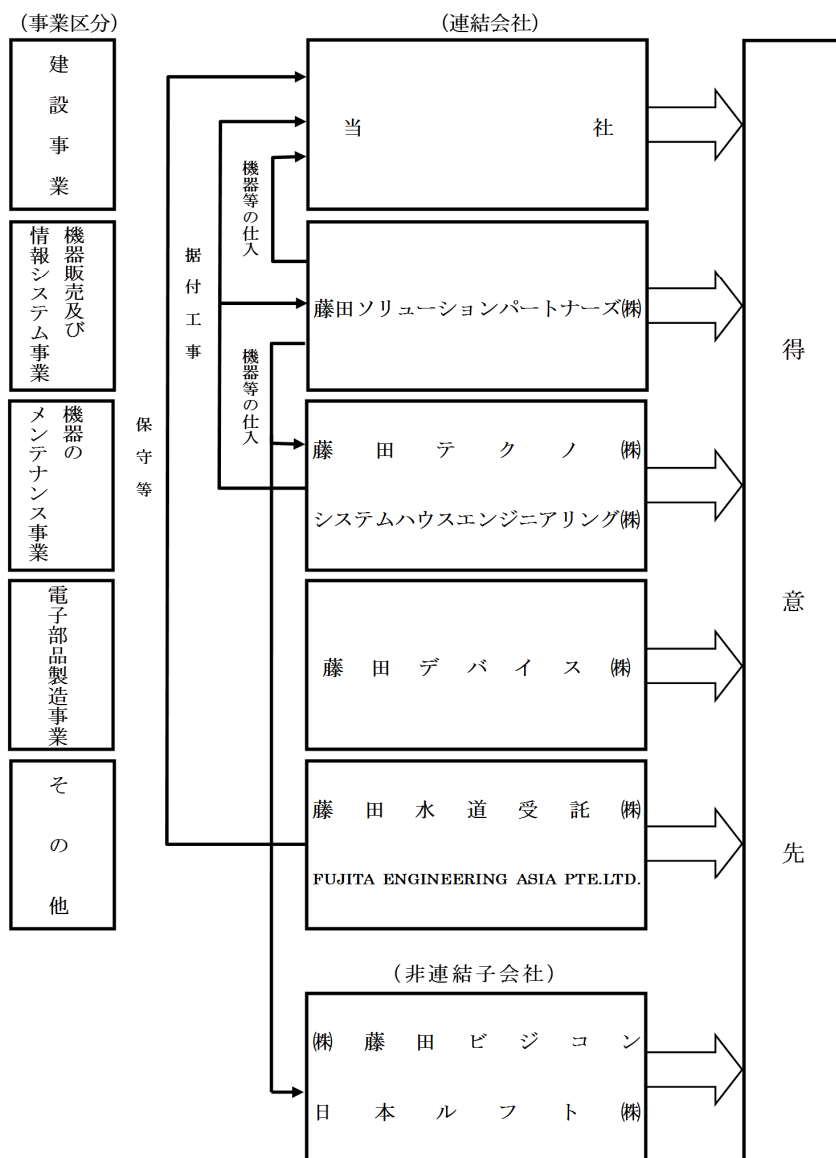 （事業区分）
（連結会社）
建設事業
当社
機器等の仕入
機器販売及び
情報システム事業
据付工事
藤田ソリューションパートナーズ㈱
得意先
機器等の仕入
機器の
メンテナンス事業
保守等
藤田テクノ㈱
システムハウスエンジニアリング㈱
電子部品製造事業
藤田デバイス㈱
その他
藤田水道受託㈱
FUJITA ENGINEERING ASIA PTE.LTD.
（非連結子会社）
㈱藤田ビジコン
日本ルフト㈱